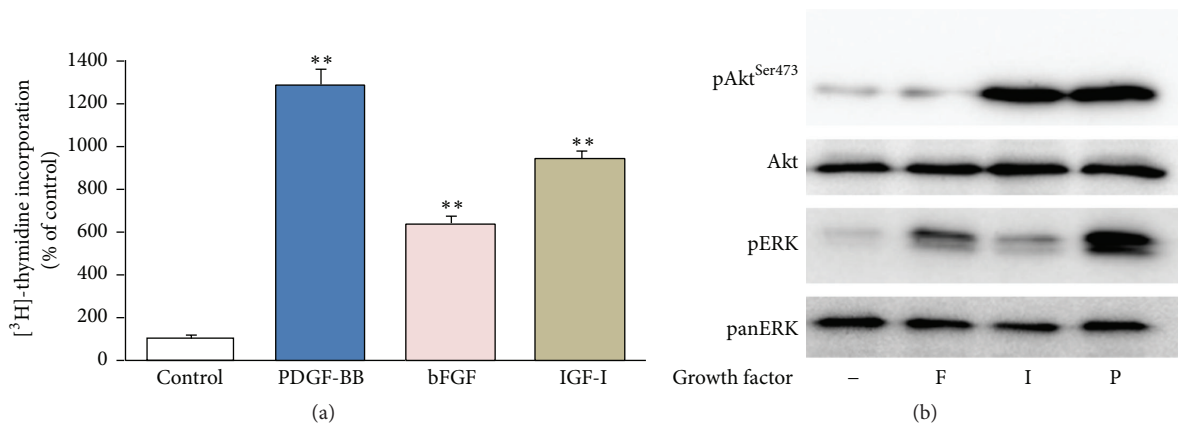 [³H]-thymidine incorporation
(% of control)
1400
1200
1000
800
600
400
200
0
**
**
**
Control PDGF-BB bFGF IGF-I
(a)
pAkt^Ser473
Akt
pERK
panERK
Growth factor – F I P
(b)